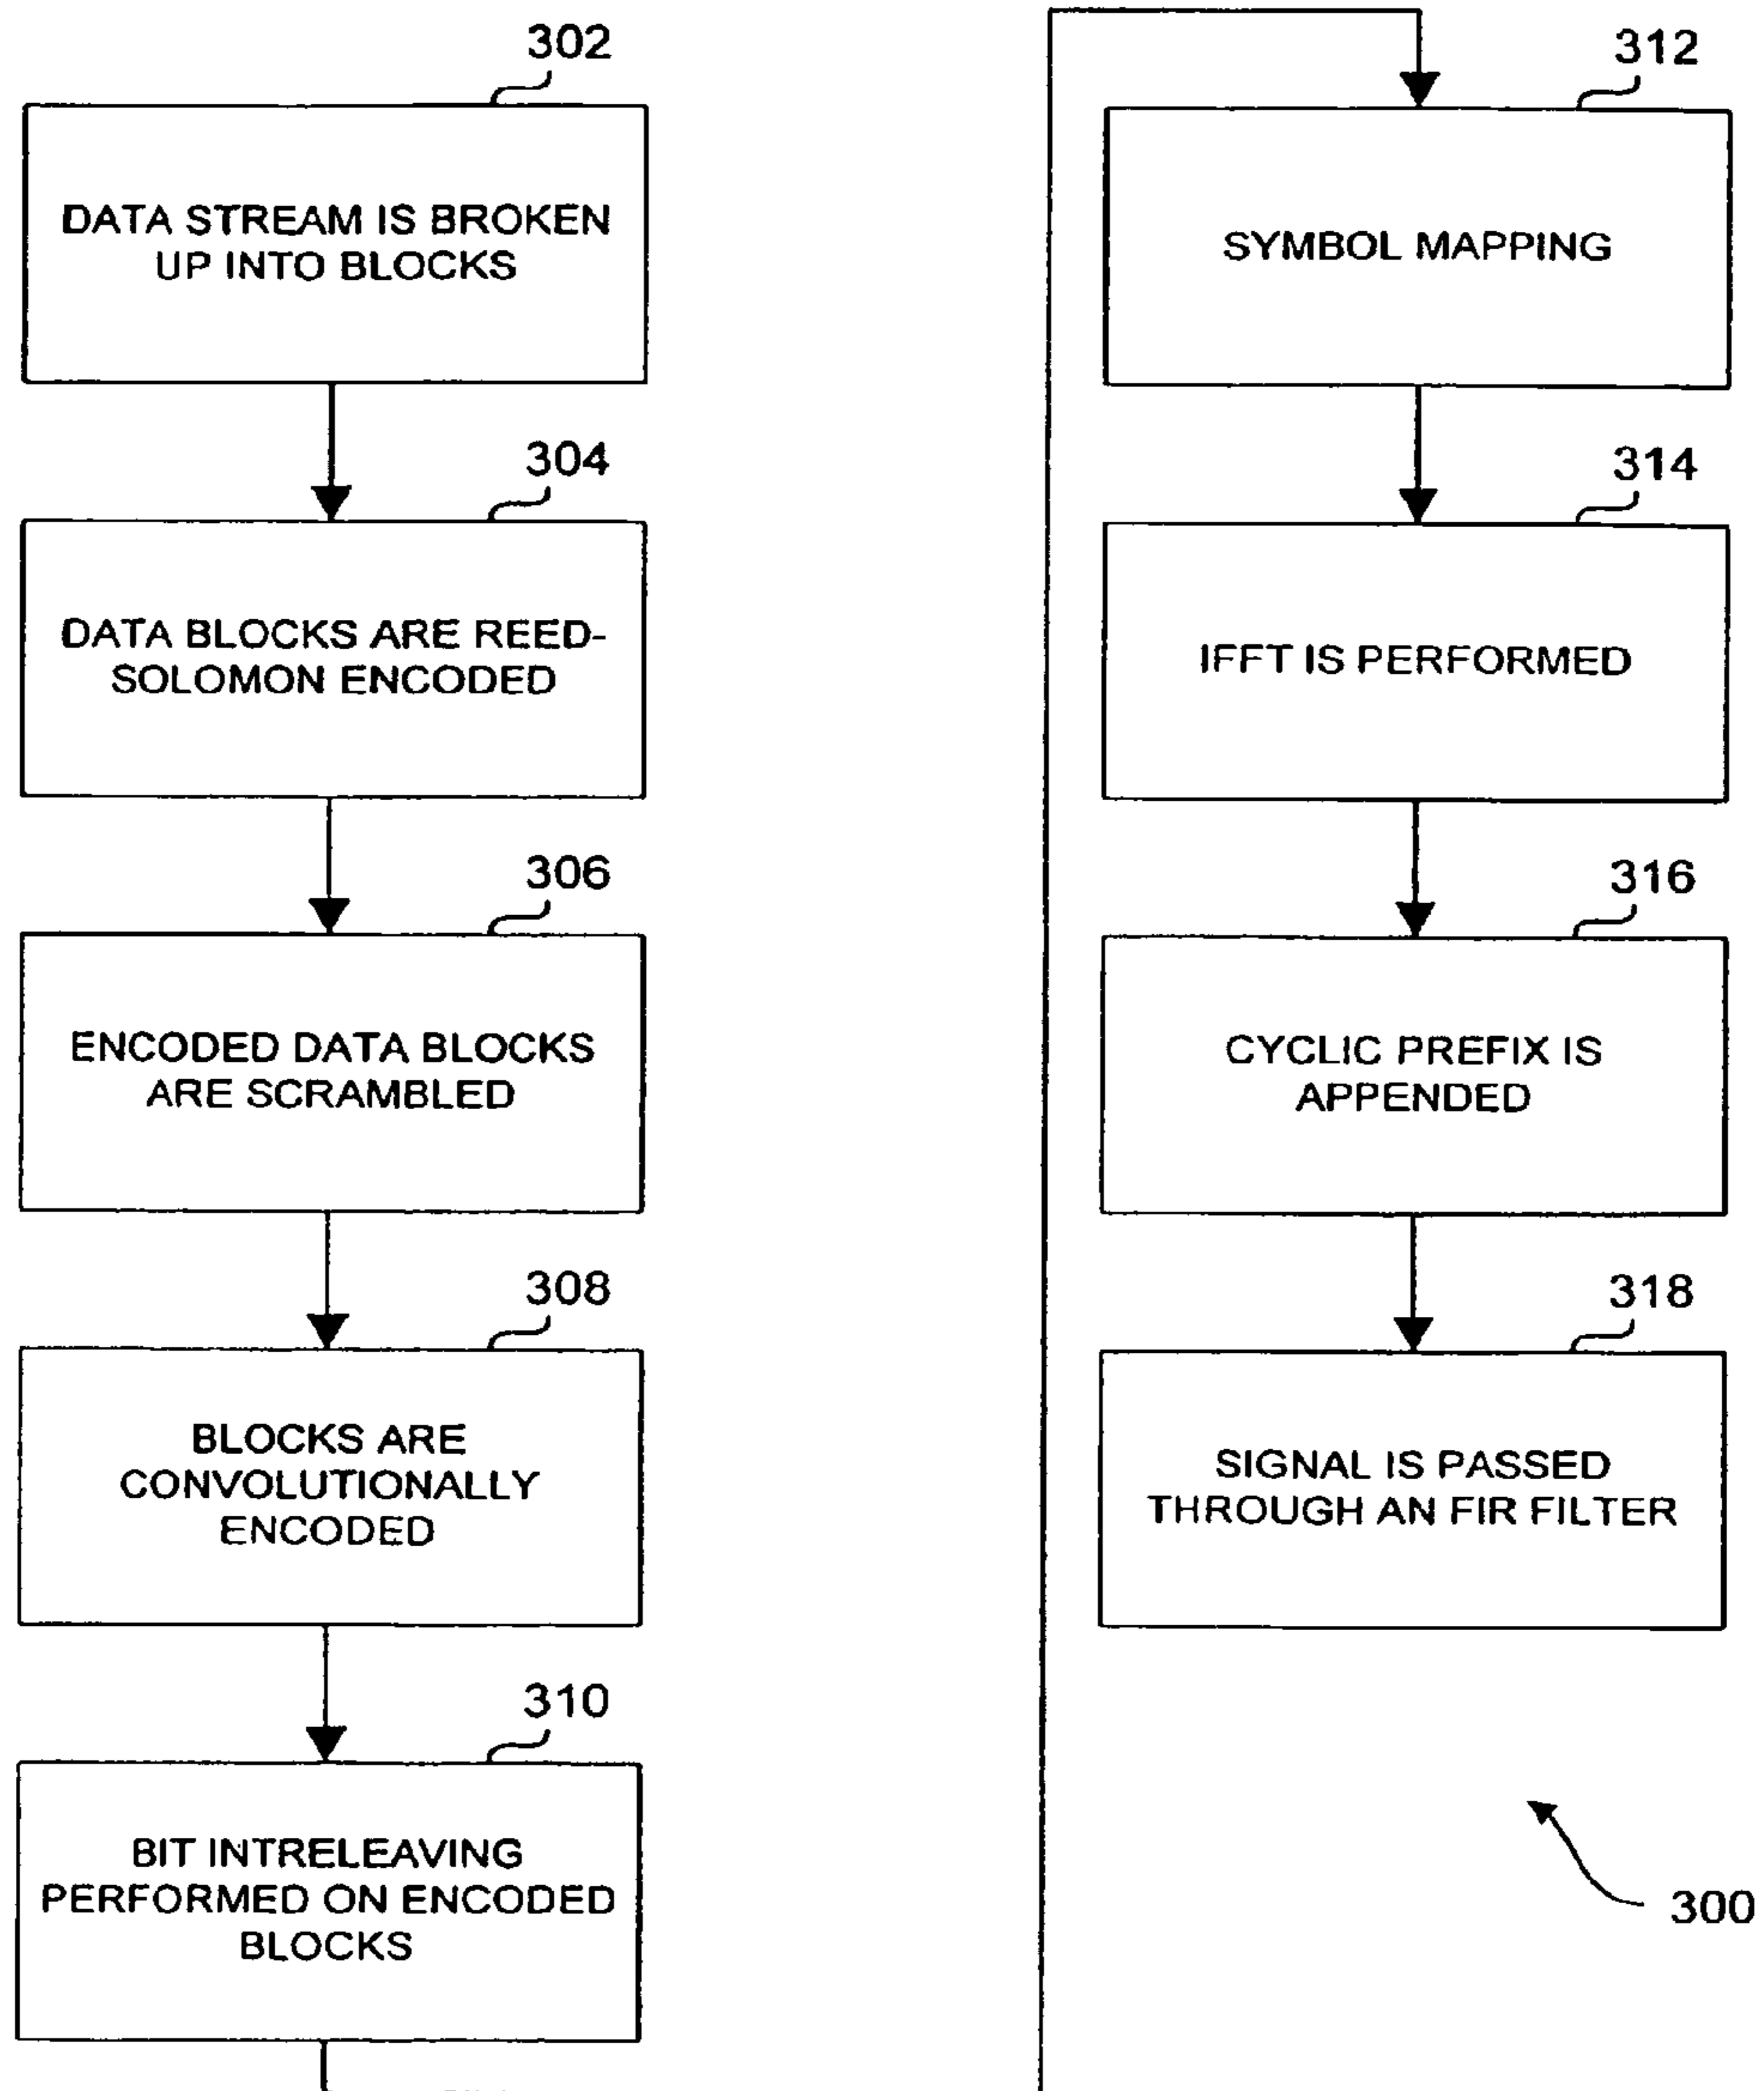 302
DATA STREAM IS BROKEN
UP INTO BLOCKS
304
DATA BLOCKS ARE REED-
SOLOMON ENCODED
306
ENCODED DATA BLOCKS
ARE SCRAMBLED
308
BLOCKS ARE
CONVOLUTIONALLY
ENCODED
310
BIT INTRELEAVING
PERFORMED ON ENCODED
BLOCKS
312
SYMBOL MAPPING
314
IFFT IS PERFORMED
316
CYCLIC PREFIX IS
APPENDED
318
SIGNAL IS PASSED
THROUGH AN FIR FILTER
300